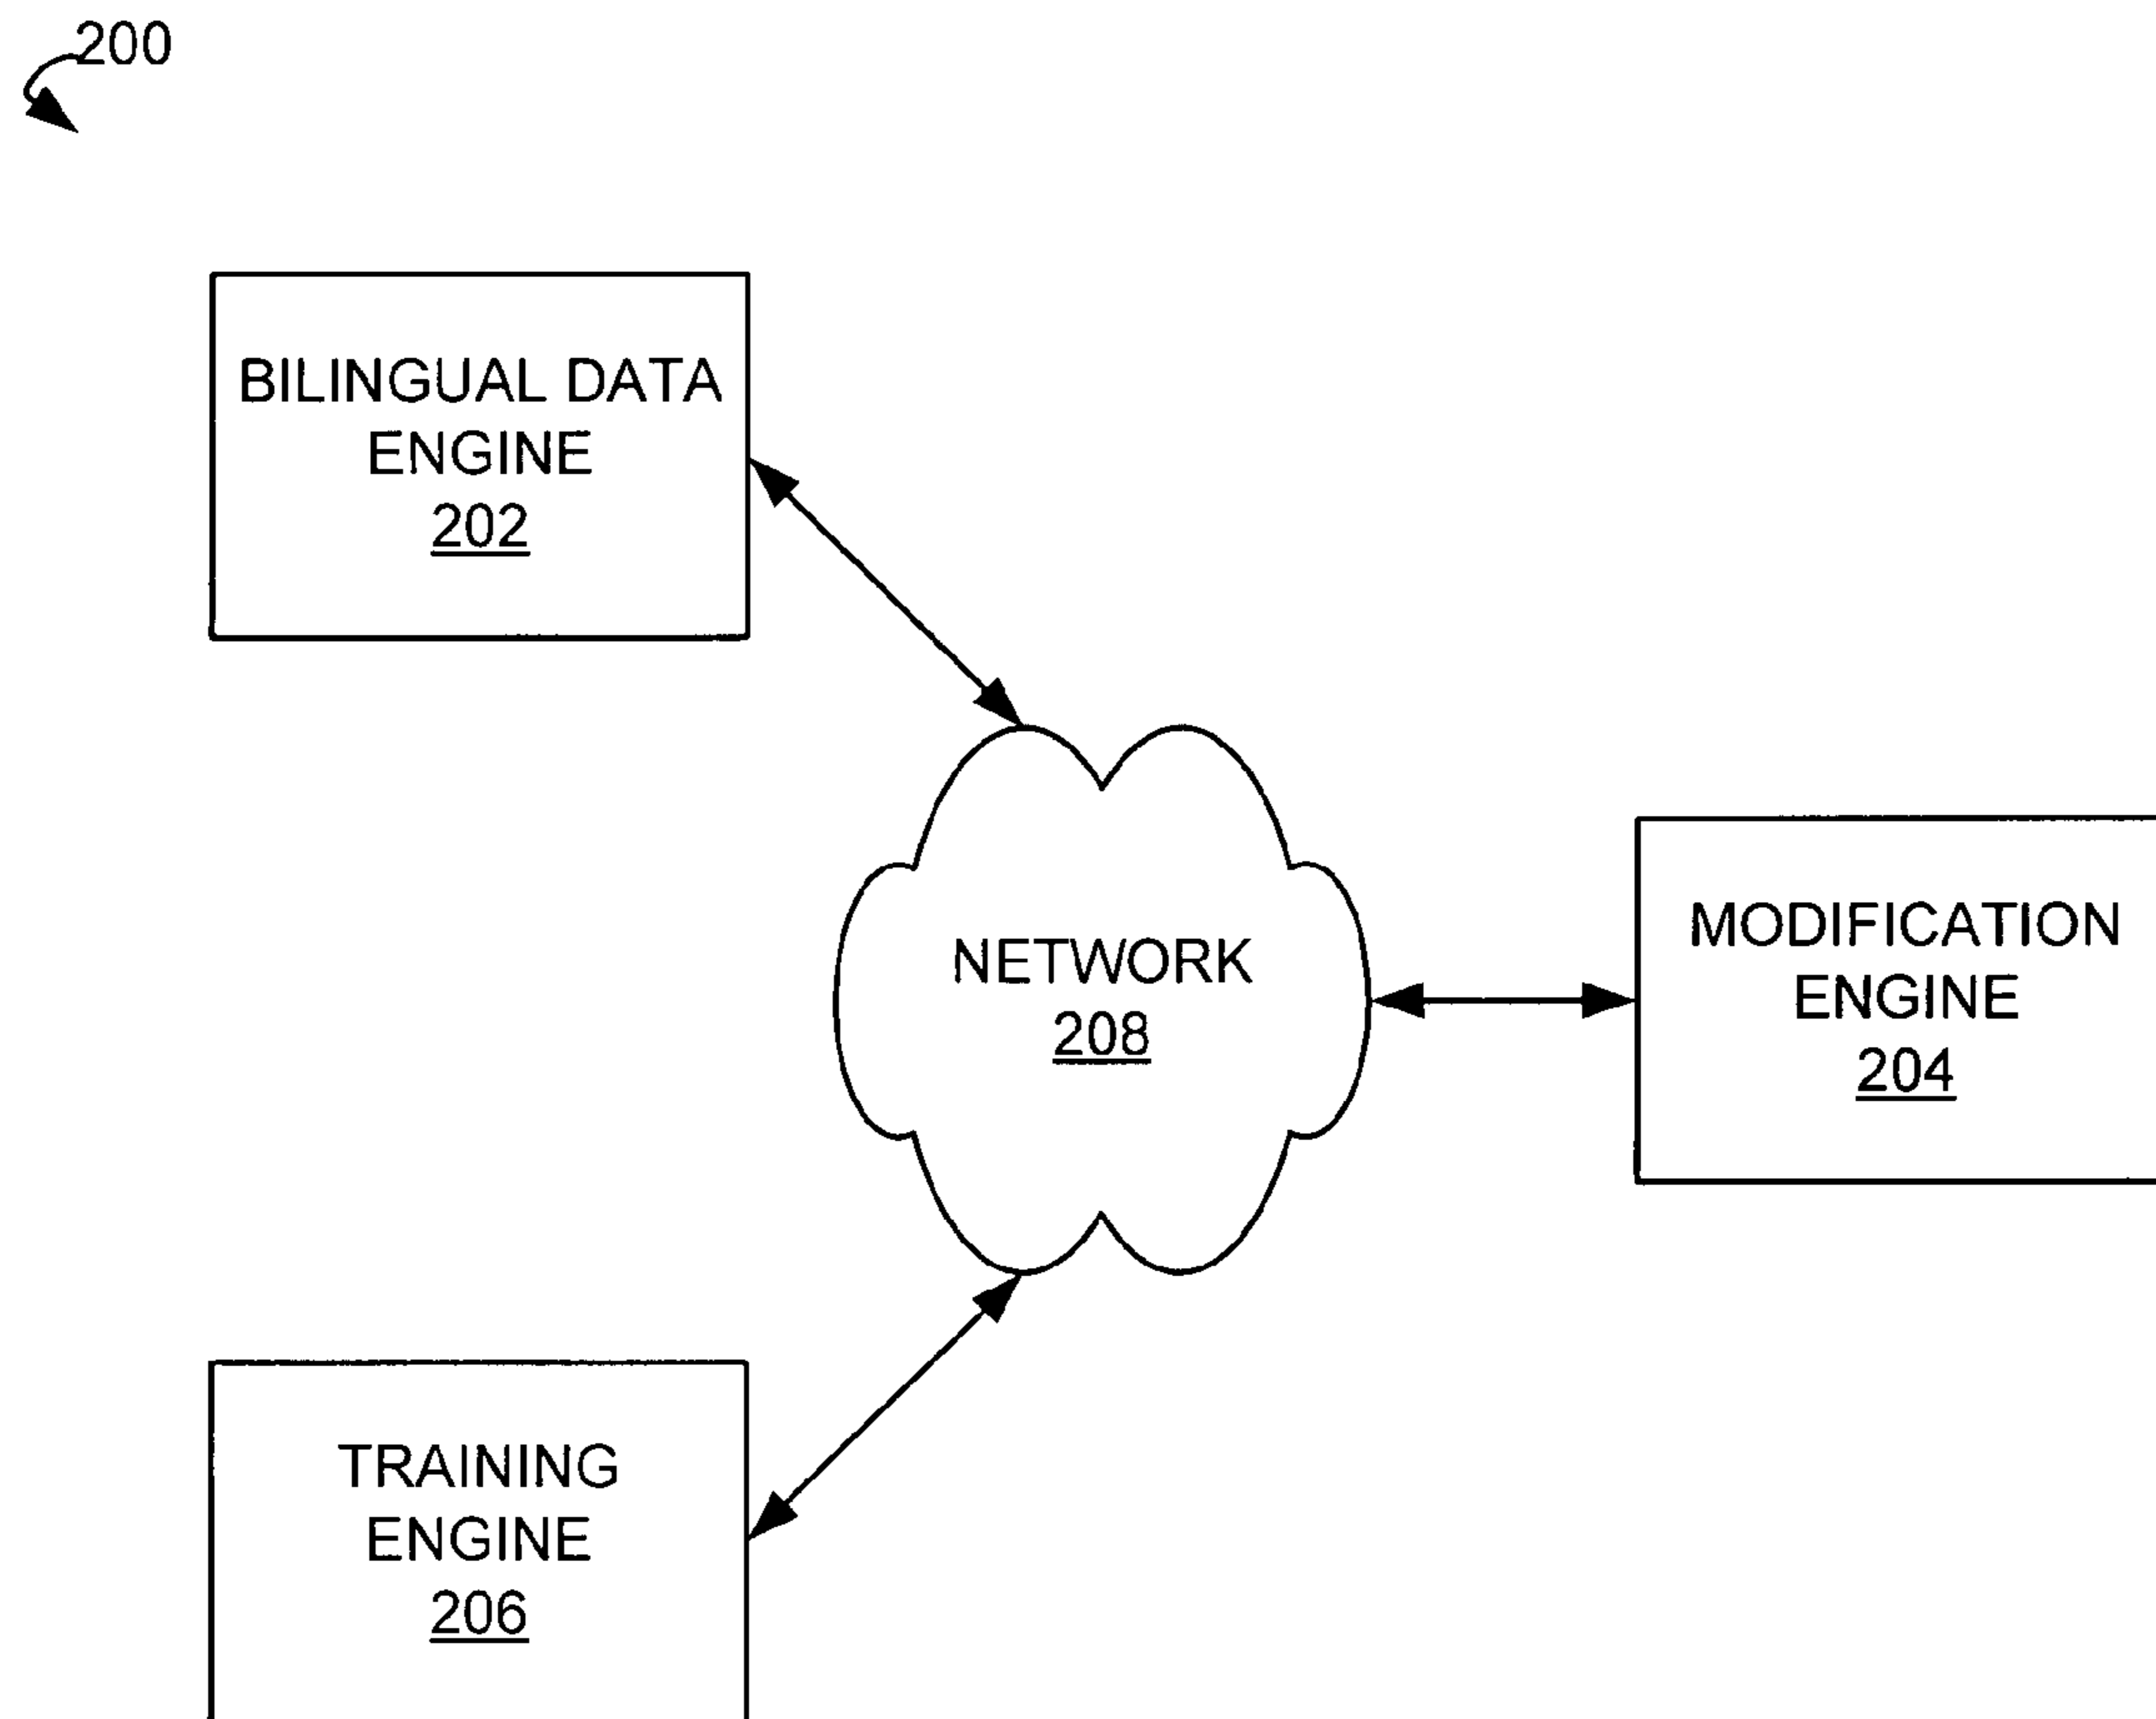 200
BILINGUAL DATA
ENGINE
202
NETWORK
208
MODIFICATION
ENGINE
204
TRAINING
ENGINE
206